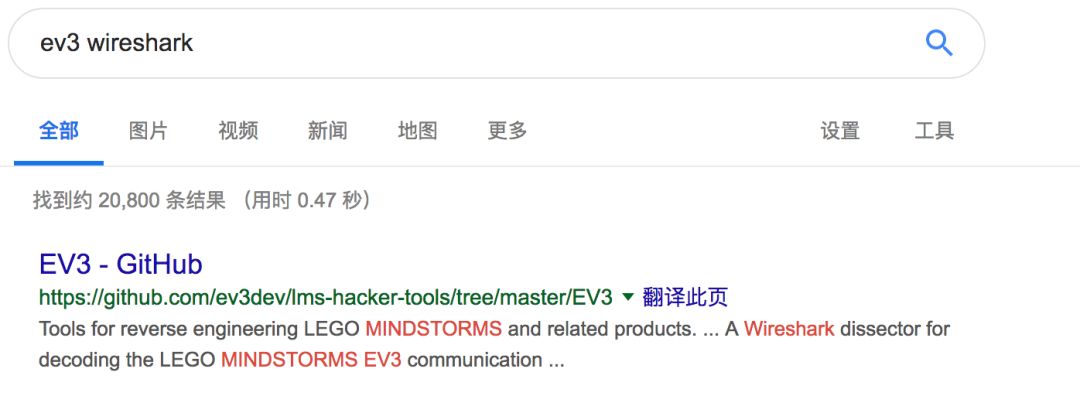 ev3 wireshark
全部 图片 视频 新闻 地图 更多 设置 工具
找到约 20,800 条结果 （用时 0.47 秒）
EV3 - GitHub
https://github.com/ev3dev/lms-hacker-tools/tree/master/EV3 翻译此页
Tools for reverse engineering LEGO MINDSTORMS and related products. ... A Wireshark dissector for
decoding the LEGO MINDSTORMS EV3 communication ...